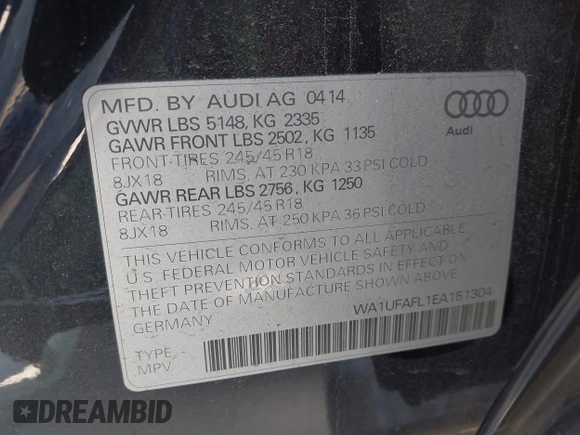 MFD. BY AUDI AG 04 14
GVWR LBS 5148, KG 2335
GAWR FRONT LBS 2502, KG 1135
FRONT-TIRES 245/45 R18
8JX18 RIMS, AT 230 KPA 33 PSI COLD
GAWR REAR LBS 2756, KG 1250
REAR-TIRES 245/45 R18
8JX18 RIMS, AT 250 KPA 36 PSI COLD
THIS VEHICLE CONFORMS TO ALL APPLICABLE
U S FEDERAL MOTOR VEHICLE SAFETY AND
THEFT PREVENTION STANDARDS IN EFFECT ON
THE DATE OF MANUFACTURE SHOWN ABOVE
GERMANY
WA1UFAFL1EA151304
TYPE
MPV
Audi
DREAMBID